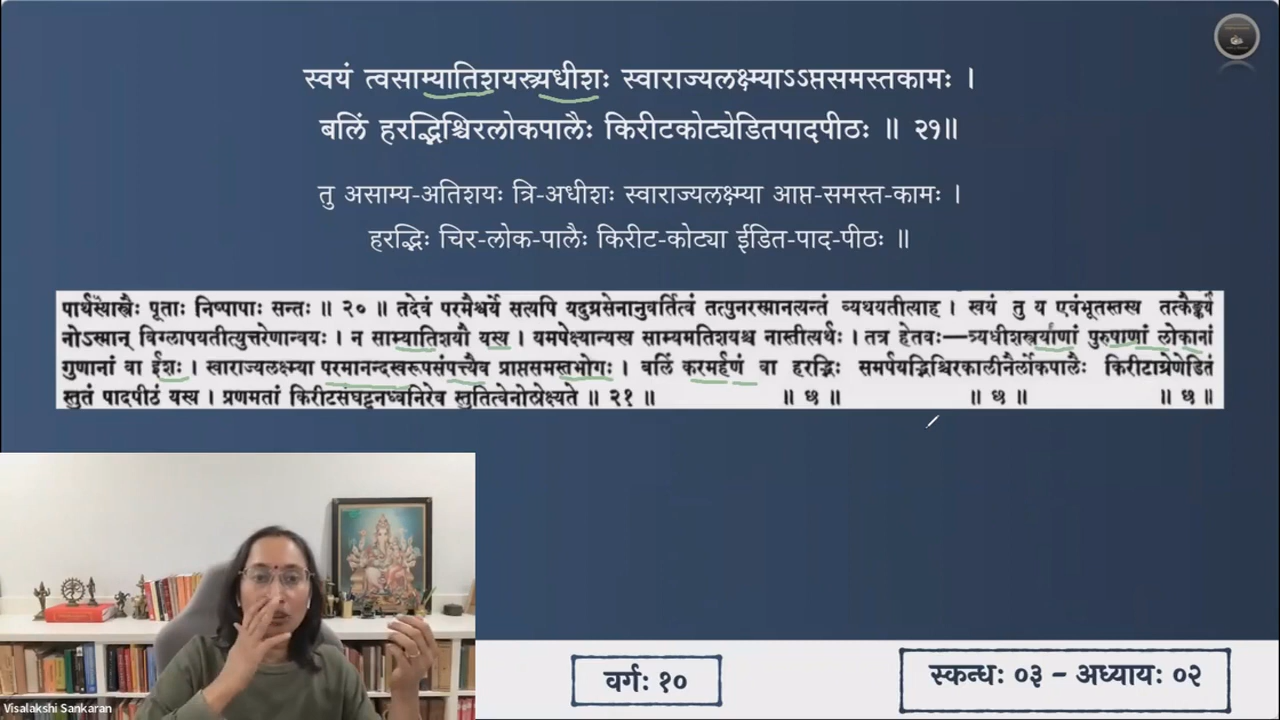 स्वयं त्वसाम्यातिशयस्त्र्यधीशः स्वाराज्यलक्ष्म्याऽऽप्तसमस्तकामः ।
बलिं हरद्भिश्चिरलोकपालैः किरीटकोट्येडितपादपीठः ॥ २१॥
तु असाम्य-अतिशयः त्रि-अधीशः स्वाराज्यलक्ष्म्या आप्त-समस्त-कामः ।
हरद्भिः चिर-लोक-पालैः किरीट-कोट्या ईडित-पाद-पीठः ॥
पार्थस्यास्त्रैः पूताः निष्पापाः सन्तः ॥ २० ॥ तदेवं परमैश्वर्ये सत्यपि यदुग्रसेनानुवर्तित्वं तत्पुनरस्मानत्यन्तं व्यथयतीत्याह । स्वयं तु य एवंभूतस्तस्य तत्कैङ्कर्यं
नोऽस्मान् विग्लापयतीत्युत्तरेणान्वयः । न साम्यातिशयौ यस्य । यमपेक्ष्यान्यस्य साम्यमतिशयश्च नास्तीत्यर्थः । तत्र हेतवः—त्र्यधीशस्त्रयाणां पुरुषाणां लोकानां
गुणानां वा ईशः । स्वाराज्यलक्ष्म्या परमानन्दस्वरूपसंपत्त्यैव प्राप्तसमस्तभोगः । बलिं करमर्हणं वा हरद्भिः समर्पयद्भिश्चिरकालीनैर्लोकपालैः किरीटाग्रेणेडितं
स्तुतं पादपीठं यस्य । प्रणमतां किरीटसंघट्टनध्वनिरेव स्तुतित्वेनोत्प्रेक्ष्यते ॥ २१ ॥ ॥ छ ॥ ॥ छ ॥ ॥ छ ॥
Visalakshi Sankaran
वर्गः १०
स्कन्धः ०३ - अध्यायः ०२